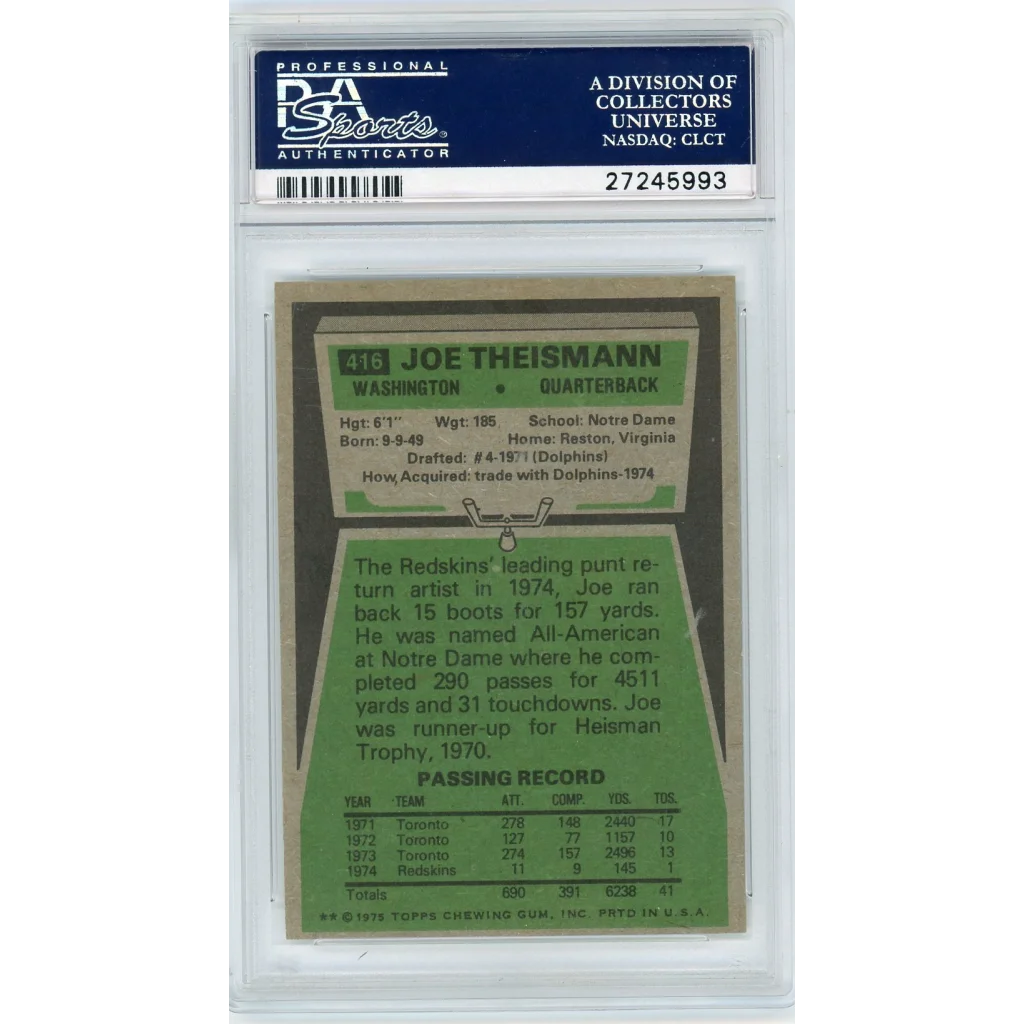 PROFESSIONAL
PSA
Sports®
AUTHENTICATOR
A DIVISION OF
COLLECTORS
UNIVERSE
NASDAQ: CLCT
27245993
416 JOE THEISMANN
WASHINGTON • QUARTERBACK
Hgt: 6'1" Wgt: 185 School: Notre Dame
Born: 9-9-49 Home: Reston, Virginia
Drafted: #4-1971 (Dolphins)
How Acquired: trade with Dolphins-1974
The Redskins' leading punt re-
turn artist in 1974, Joe ran
back 15 boots for 157 yards.
He was named All-American
at Notre Dame where he com-
pleted 290 passes for 4511
yards and 31 touchdowns. Joe
was runner-up for Heisman
Trophy, 1970.
PASSING RECORD
YEAR TEAM ATT. COMP. YDS. TDS.
1971 Toronto 278 148 2440 17
1972 Toronto 127 77 1157 10
1973 Toronto 274 157 2496 13
1974 Redskins 11 9 145 1
Totals 690 391 6238 41
**©1975 TOPPS CHEWING GUM, INC. PRTD IN U.S.A.